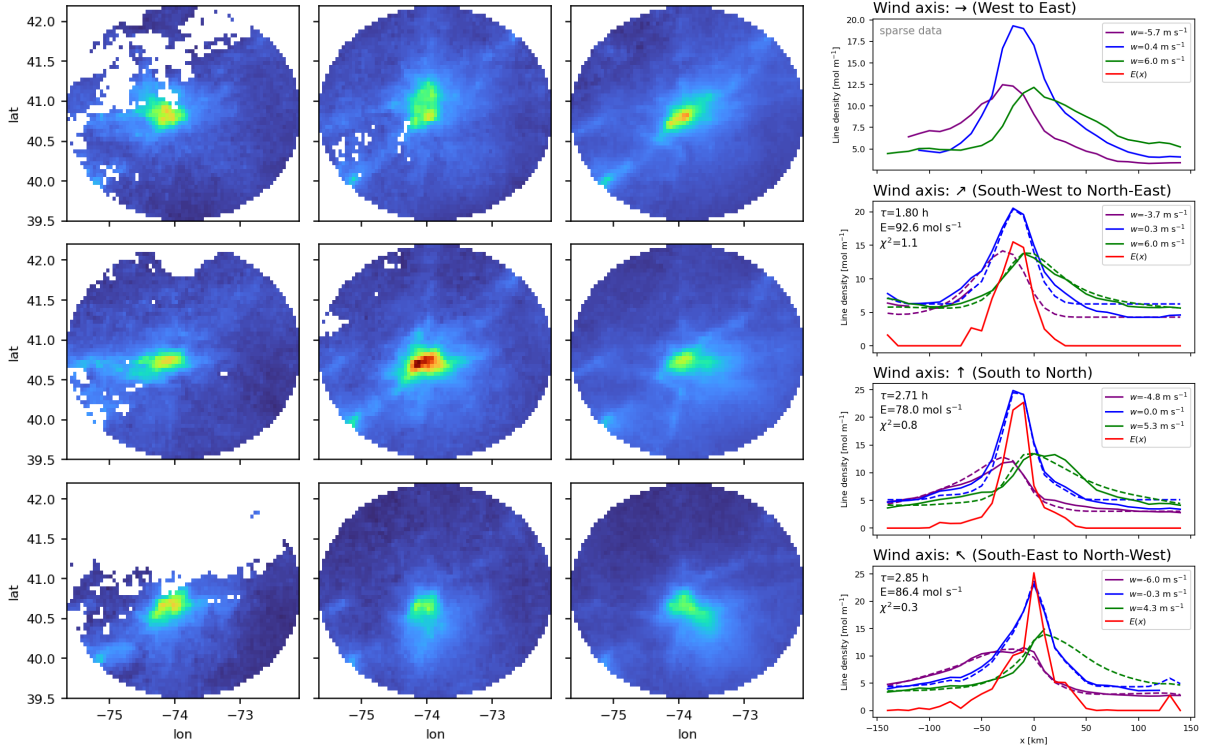 lat
42.0
41.5
41.0
40.5
40.0
39.5
lat
42.0
41.5
41.0
40.5
40.0
39.5
lat
42.0
41.5
41.0
40.5
40.0
39.5
−75 −74 −73
lon
−75 −74 −73
lon
−75 −74 −73
lon
Wind axis: → (West to East)
sparse data
w=-5.7 m s⁻¹
w=0.4 m s⁻¹
w=6.0 m s⁻¹
E(x)
Line density [mol m⁻¹]
20.0
17.5
15.0
12.5
10.0
7.5
5.0
Wind axis: ↗ (South-West to North-East)
τ=1.80 h
E=92.6 mol s⁻¹
χ²=1.1
w=-3.7 m s⁻¹
w=0.3 m s⁻¹
w=6.0 m s⁻¹
E(x)
Line density [mol m⁻¹]
20
15
10
5
0
Wind axis: ↑ (South to North)
τ=2.71 h
E=78.0 mol s⁻¹
χ²=0.8
w=-4.8 m s⁻¹
w=0.0 m s⁻¹
w=5.3 m s⁻¹
E(x)
Line density [mol m⁻¹]
25
20
15
10
5
0
Wind axis: ↖ (South-East to North-West)
τ=2.85 h
E=86.4 mol s⁻¹
χ²=0.3
w=-6.0 m s⁻¹
w=-0.3 m s⁻¹
w=4.3 m s⁻¹
E(x)
Line density [mol m⁻¹]
25
20
15
10
5
0
−150 −100 −50 0 50 100 150
x [km]